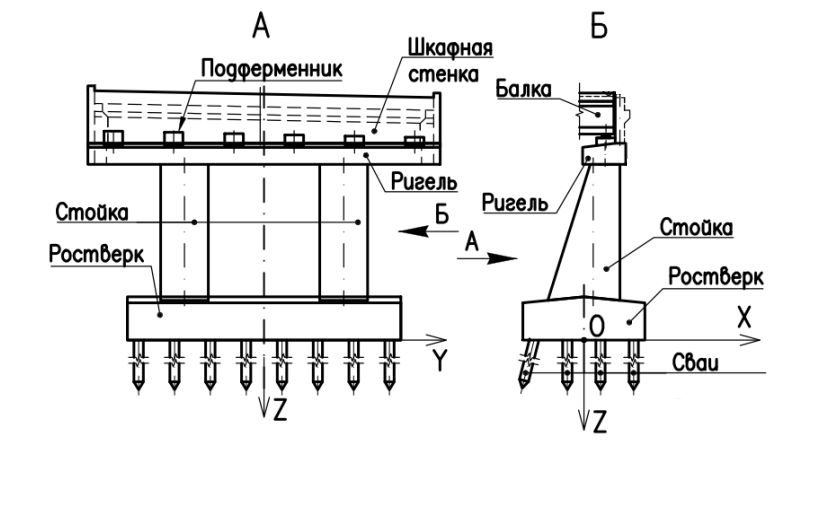 А
Б
Шкафная
стенка
Подферменник
Балка
Ригель
Ригель
Стойка
Б
А
Стойка
Ростверк
Ростверк
О
X
Y
Сваи
Z
Z